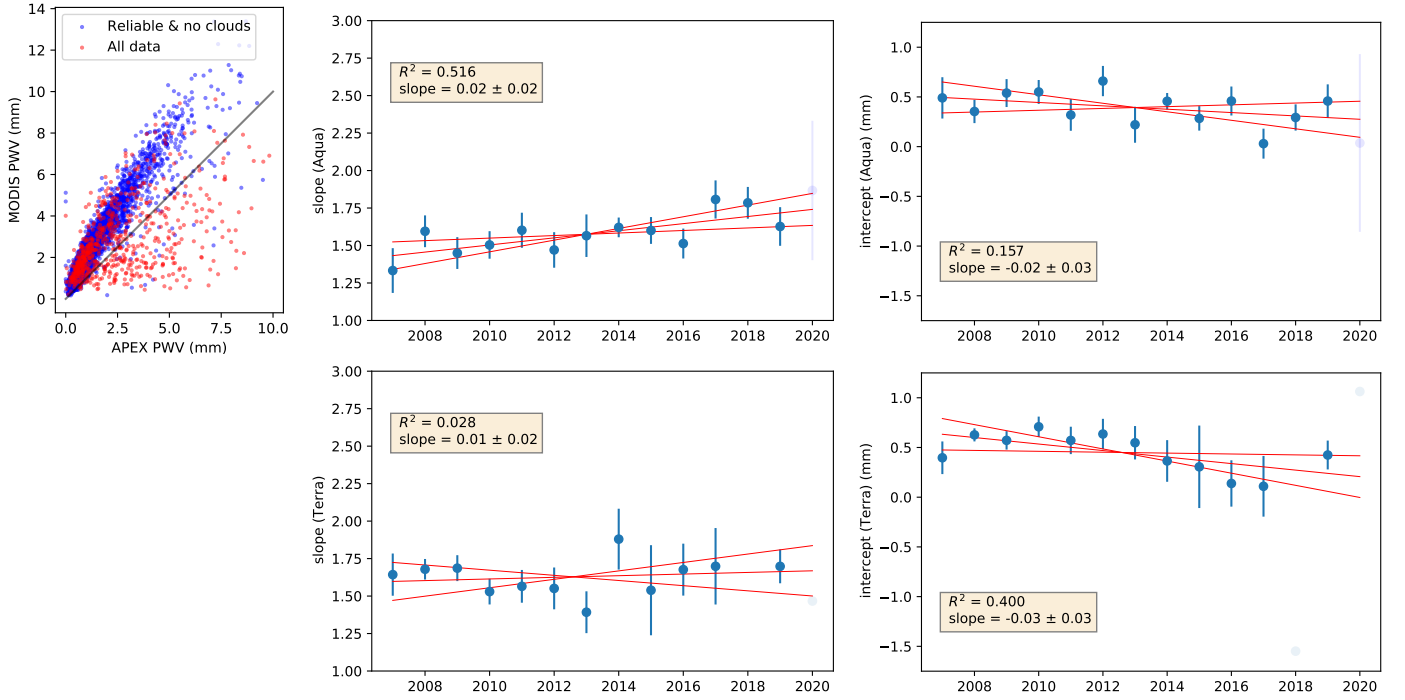 14
12
10
8
6
4
2
0
MODIS PWV (mm)
Reliable & no clouds
All data
0.0 2.5 5.0 7.5 10.0
APEX PWV (mm)
3.00
2.75
2.50
2.25
2.00
1.75
1.50
1.25
1.00
slope (Aqua)
R² = 0.516
slope = 0.02 ± 0.02
2008 2010 2012 2014 2016 2018 2020
1.0
0.5
0.0
−0.5
−1.0
−1.5
intercept (Aqua) (mm)
R² = 0.157
slope = -0.02 ± 0.03
2008 2010 2012 2014 2016 2018 2020
3.00
2.75
2.50
2.25
2.00
1.75
1.50
1.25
1.00
slope (Terra)
R² = 0.028
slope = 0.01 ± 0.02
2008 2010 2012 2014 2016 2018 2020
1.0
0.5
0.0
−0.5
−1.0
−1.5
intercept (Terra) (mm)
R² = 0.400
slope = -0.03 ± 0.03
2008 2010 2012 2014 2016 2018 2020